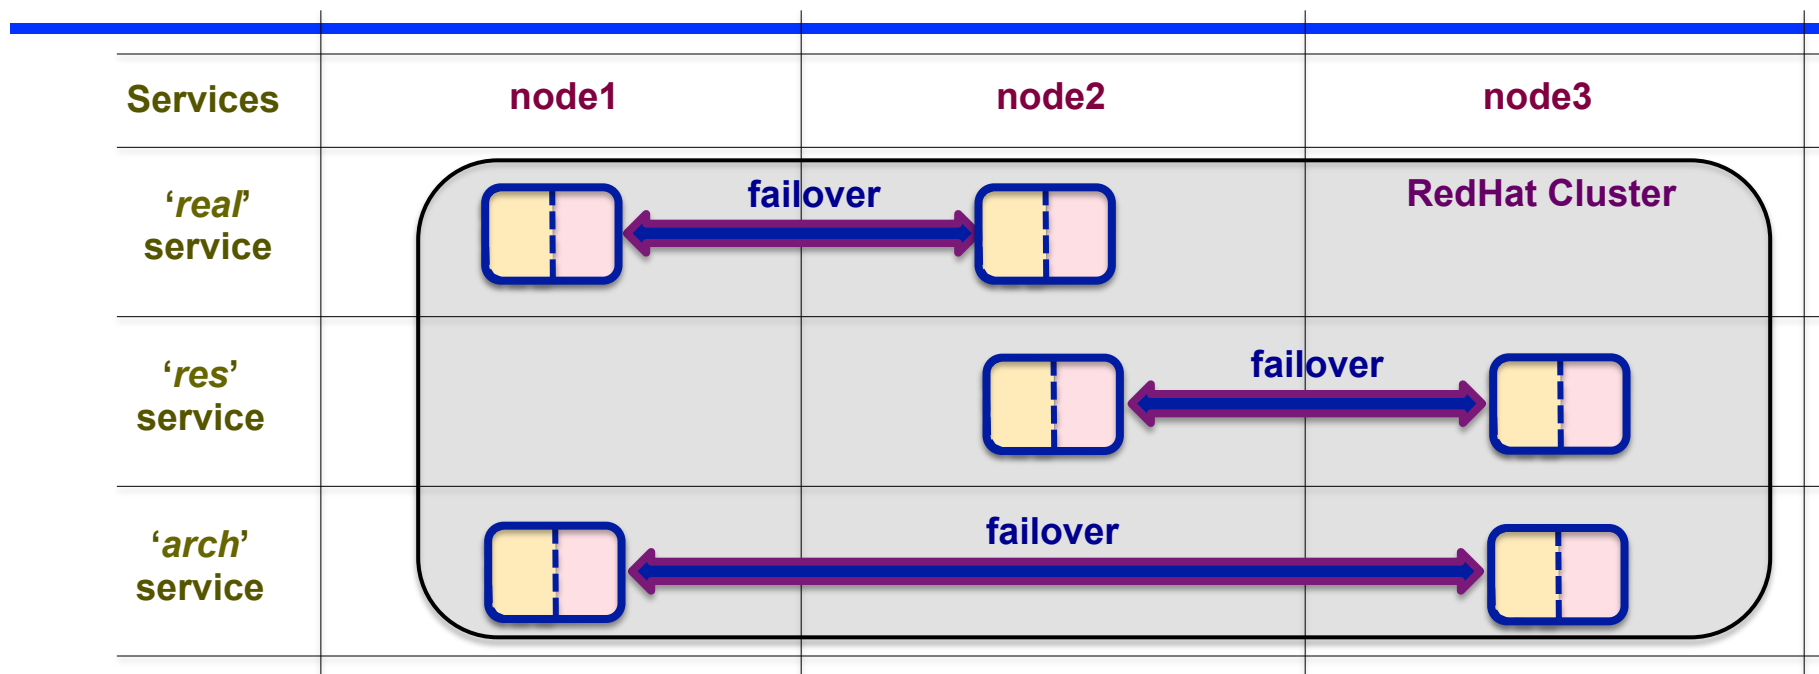 Services
node1
node2
node3
‘real’
service
failover
RedHat Cluster
‘res’
service
failover
‘arch’
service
failover